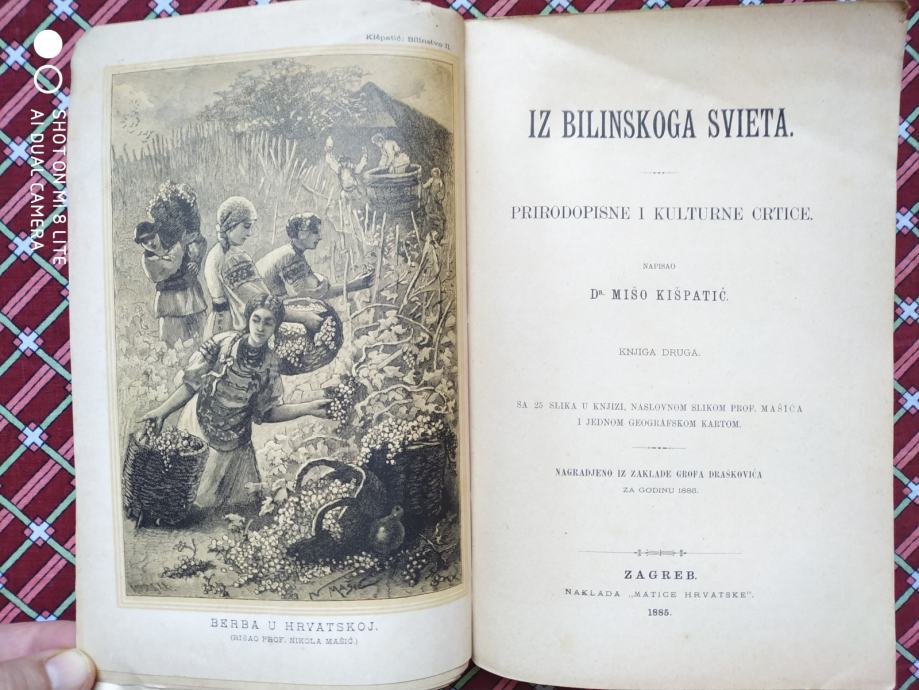 Kišpatić: Bilinstvo II.
N MAŠIĆ
BERBA U HRVATSKOJ.
(RISAO PROF. NIKOLA MAŠIĆ.)
IZ BILINSKOGA SVIETA.
PRIRODOPISNE I KULTURNE CRTICE.
NAPISAO
DR. MIŠO KIŠPATIĆ.
KNJIGA DRUGA.
SA 25 SLIKA U KNJIZI, NASLOVNOM SLIKOM PROF. MAŠIĆA
I JEDNOM GEOGRAFSKOM KARTOM.
NAGRADJENO IZ ZAKLADE GROFA DRAŠKOVIĆA
ZA GODINU 1885.
ZAGREB.
NAKLADA „MATICE HRVATSKE".
1885.
SHOT ON MI 8 LITE
AI DUAL CAMERA